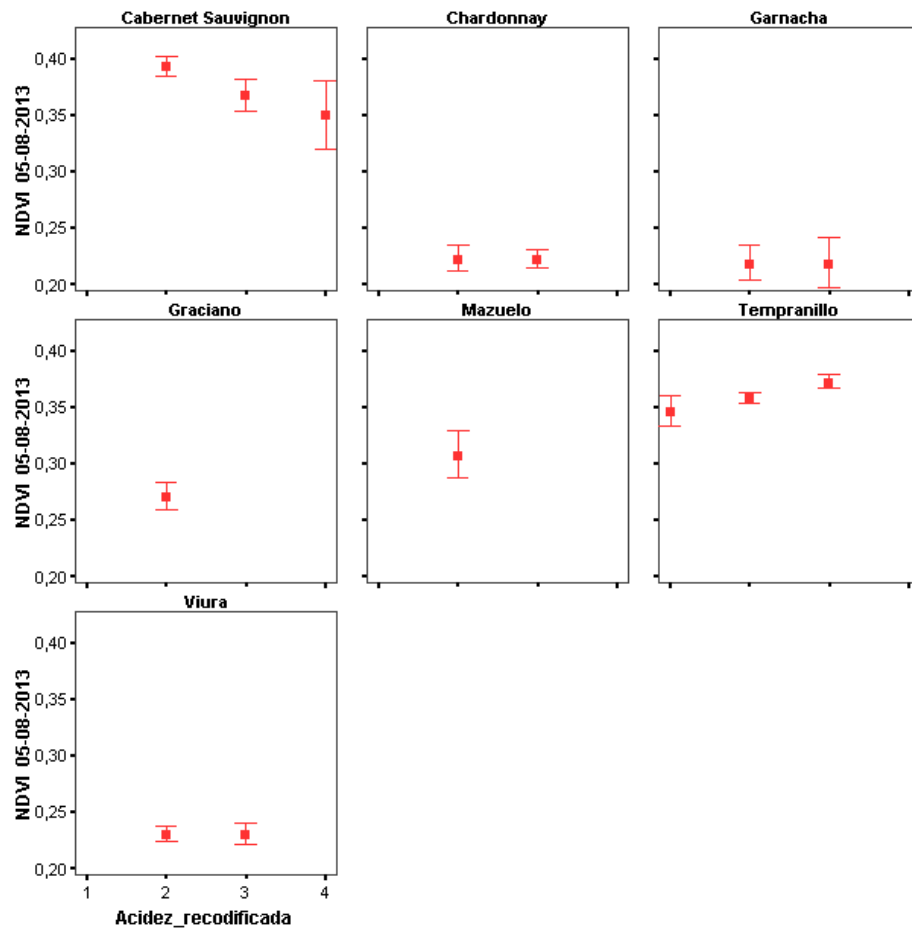 Cabernet Sauvignon
Chardonnay
Garnacha
NDVI 05-08-2013
0,40
0,35
0,30
0,25
0,20
Graciano
Mazuelo
Tempranillo
NDVI 05-08-2013
0,40
0,35
0,30
0,25
0,20
Viura
NDVI 05-08-2013
0,40
0,35
0,30
0,25
0,20
1 2 3 4
Acidez_recodificada